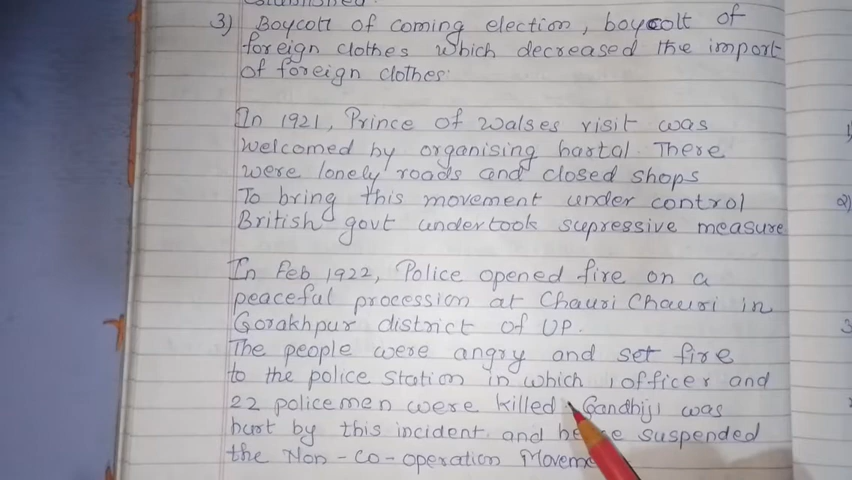 3) Boycott of coming election, boycott of
foreign clothes which decreased the import
of foreign clothes.
In 1921, Prince of Walses visit was
welcomed by organising hartal. There
were lonely roads and closed shops
To bring this movement under control
British govt undertook supressive measure
In Feb 1922, Police opened fire on a
peaceful procession at Chauri Chauri in
Gorakhpur district of UP.
The people were angry and set fire
to the police station in which 1 officer and
22 policemen were killed. Gandhiji was
hurt by this incident and suspended
the Non-co-operation
1)
2)
3